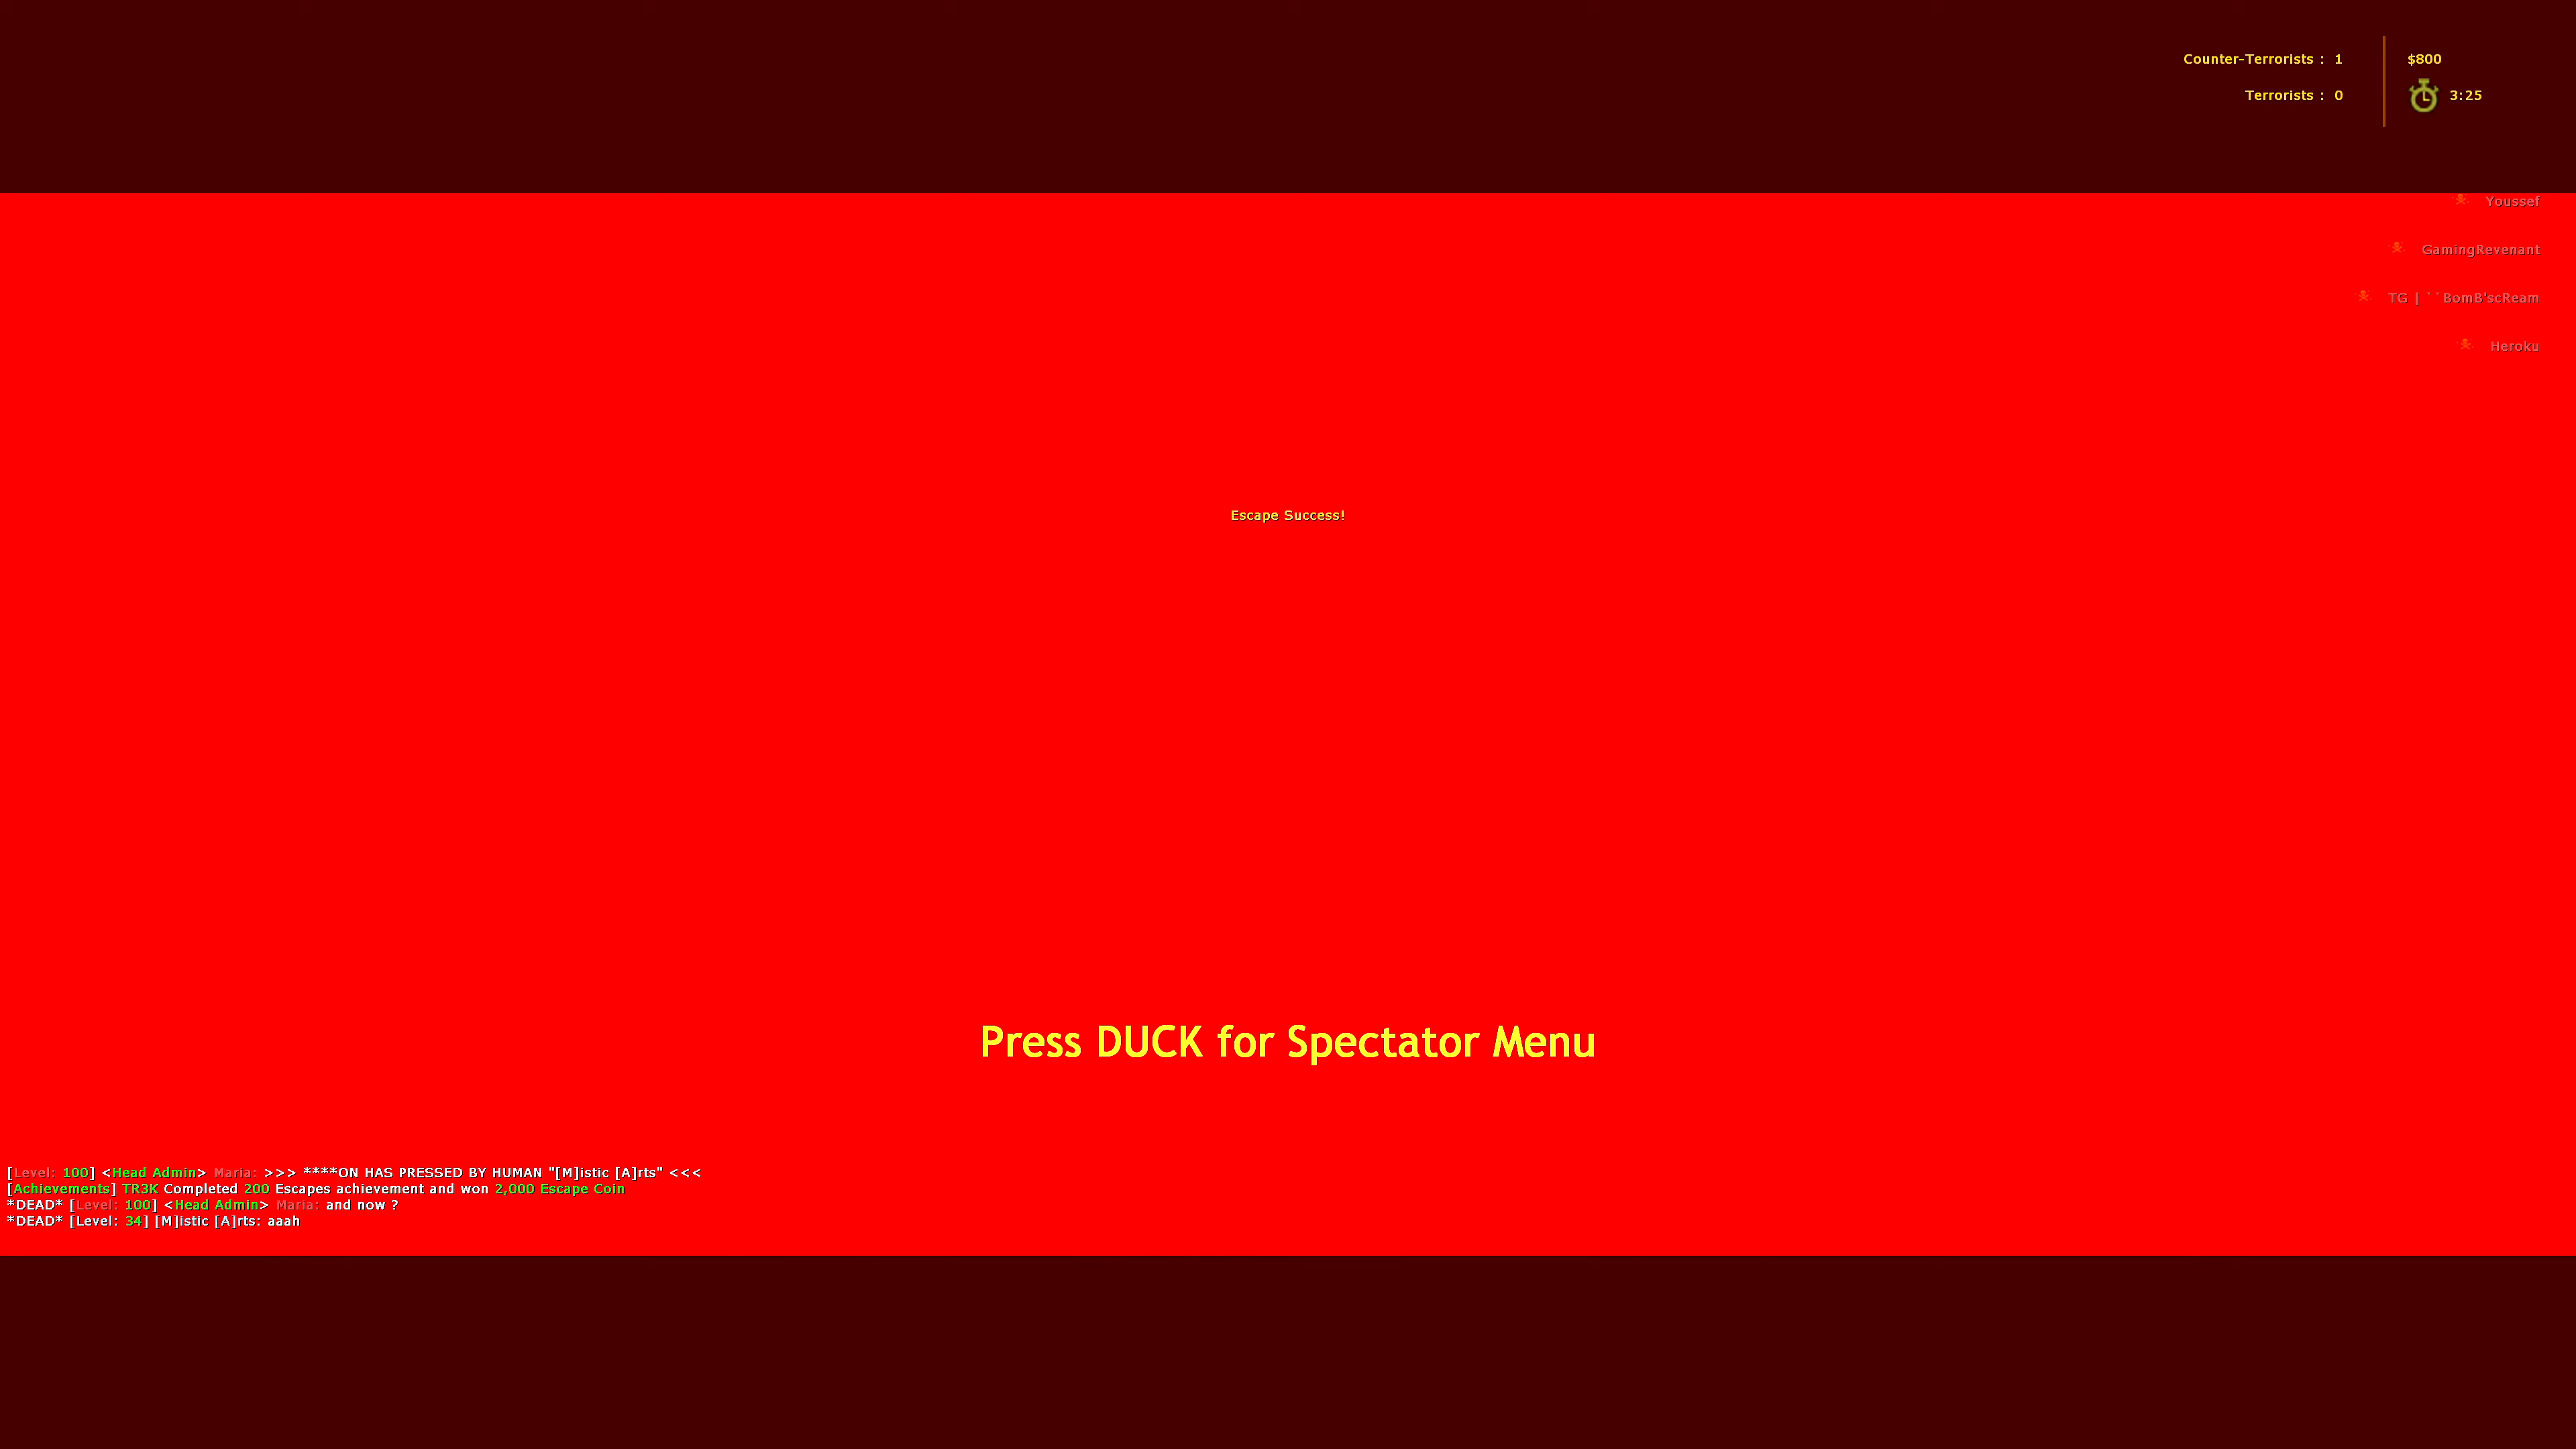 Counter-Terrorists : 1
$800
Terrorists : 0
3:25
Youssef
GamingRevenant
TG | ``BomB'scReam
Heroku
Escape Success!
Press DUCK for Spectator Menu
[Level: 100] <Head Admin> Maria: >>> ****ON HAS PRESSED BY HUMAN "[M]istic [A]rts" <<<
[Achievements] TR3K Completed 200 Escapes achievement and won 2,000 Escape Coin
*DEAD* [Level: 100] <Head Admin> Maria: and now ?
*DEAD* [Level: 34] [M]istic [A]rts: aaah